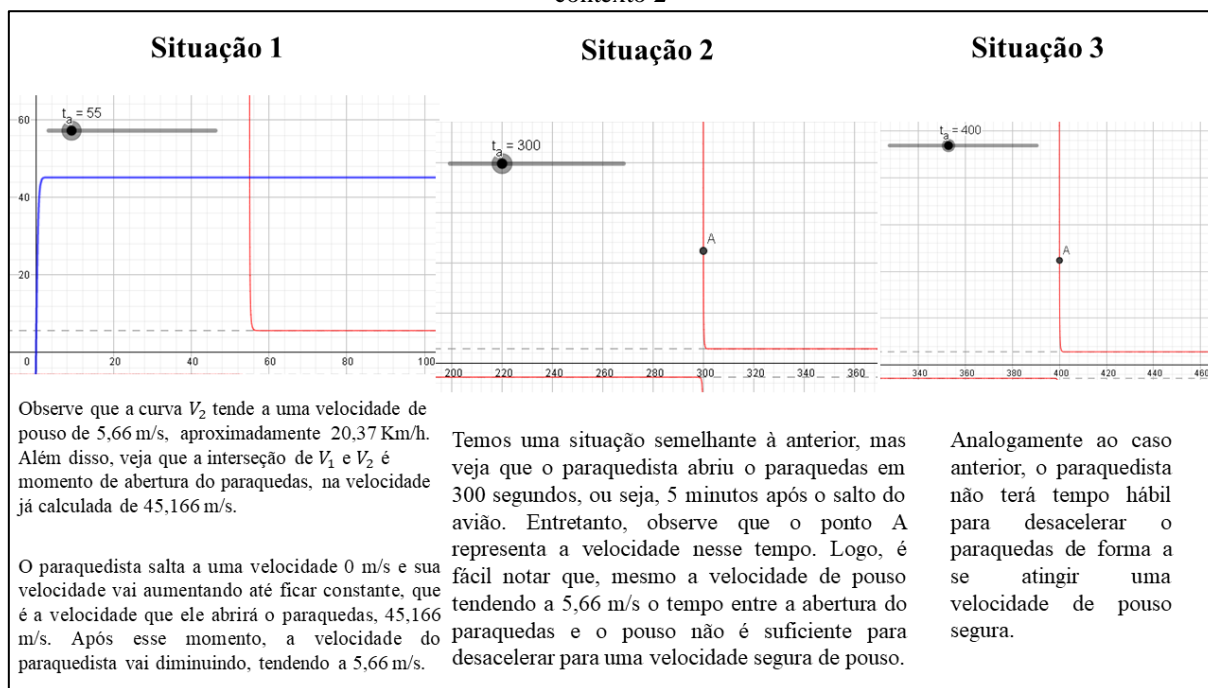 contexto 2
Situação 1
Situação 2
Situação 3
60
tₐ = 55
40
20
0
20
40
60
80
100
tₐ = 300
A
200
220
240
260
280
300
320
340
360
tₐ = 400
A
340
360
380
400
420
440
460
Observe que a curva V₂ tende a uma velocidade de
pouso de 5,66 m/s, aproximadamente 20,37 Km/h.
Além disso, veja que a interseção de V₁ e V₂ é
momento de abertura do paraquedas, na velocidade
já calculada de 45,166 m/s.
O paraquedista salta a uma velocidade 0 m/s e sua
velocidade vai aumentando até ficar constante, que
é a velocidade que ele abrirá o paraquedas, 45,166
m/s. Após esse momento, a velocidade do
paraquedista vai diminuindo, tendendo a 5,66 m/s.
Temos uma situação semelhante à anterior, mas
veja que o paraquedista abriu o paraquedas em
300 segundos, ou seja, 5 minutos após o salto do
avião. Entretanto, observe que o ponto A
representa a velocidade nesse tempo. Logo, é
fácil notar que, mesmo a velocidade de pouso
tendendo a 5,66 m/s o tempo entre a abertura do
paraquedas e o pouso não é suficiente para
desacelerar para uma velocidade segura de pouso.
Analogamente ao caso
anterior, o paraquedista
não terá tempo hábil
para desacelerar o
paraquedas de forma a
se atingir uma
velocidade de pouso
segura.